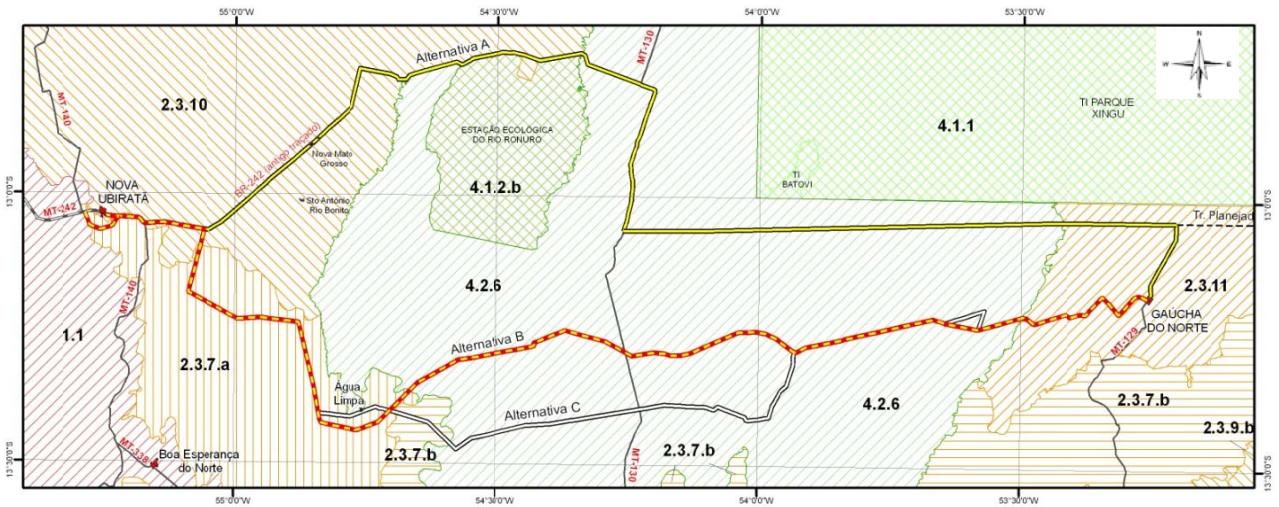 55°0'0"W
54°30'0"W
54°0'0"W
53°30'0"W
N
W
E
S
MT-130
Alternativa A
MT-140
2.3.10
TI PARQUE
XINGU
4.1.1
ESTAÇÃO ECOLÓGICA
DO RIO RONURO
BR-242 (antigo traçado)
Nova Mato
Grosso
TI
BATOVI
4.1.2.b
NOVA
UBIRATÃ
Sto Antônio
Rio Bonito
MT-242
13°0'0"S
13°0'0"S
Tr. Planejad
4.2.6
2.3.11
MT-140
GAÚCHA
DO NORTE
1.1
Alternativa B
MT-129
2.3.7.a
Água
Limpa
Alternativa C
4.2.6
2.3.7.b
2.3.9.b
MT-338
Boa Esperança
do Norte
2.3.7.b
MT-130
2.3.7.b
13°30'0"S
13°30'0"S
55°0'0"W
54°30'0"W
54°0'0"W
53°30'0"W